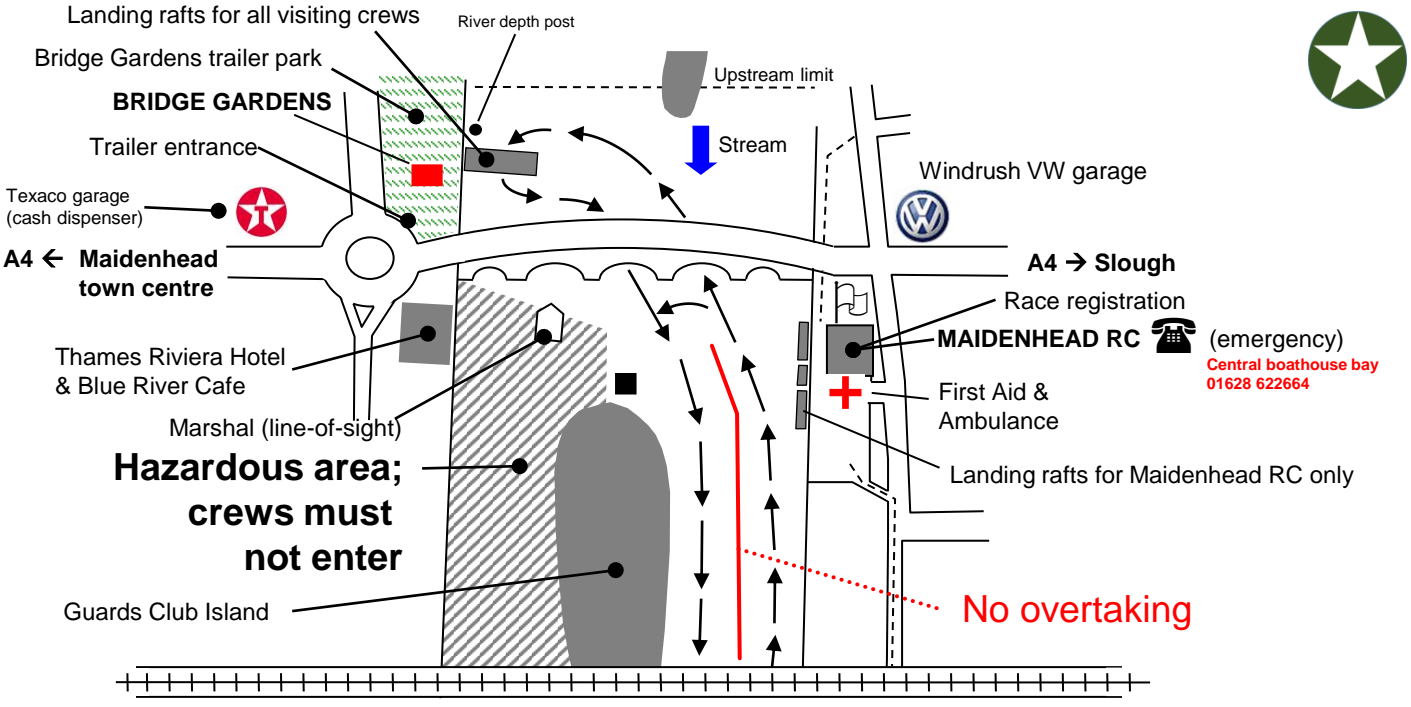 Landing rafts for all visiting crews
River depth post
Bridge Gardens trailer park
Upstream limit
BRIDGE GARDENS
Trailer entrance
Stream
Windrush VW garage
Texaco garage
(cash dispenser)
T
VW
A4 ← Maidenhead
town centre
A4 → Slough
Race registration
MAIDENHEAD RC ☎ (emergency)
Central boathouse bay
01628 622664
Thames Riviera Hotel
& Blue River Cafe
First Aid &
Ambulance
Marshal (line-of-sight)
Hazardous area;
crews must
not enter
Landing rafts for Maidenhead RC only
Guards Club Island
No overtaking